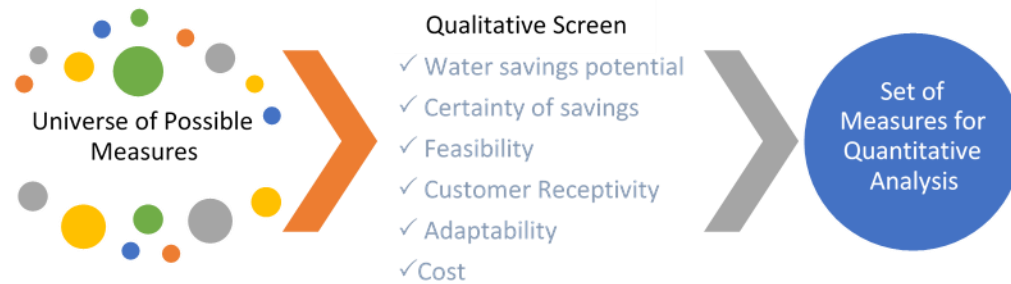 Universe of Possible
Measures
Qualitative Screen
✓ Water savings potential
✓ Certainty of savings
✓ Feasibility
✓ Customer Receptivity
✓ Adaptability
✓Cost
Set of
Measures for
Quantitative
Analysis